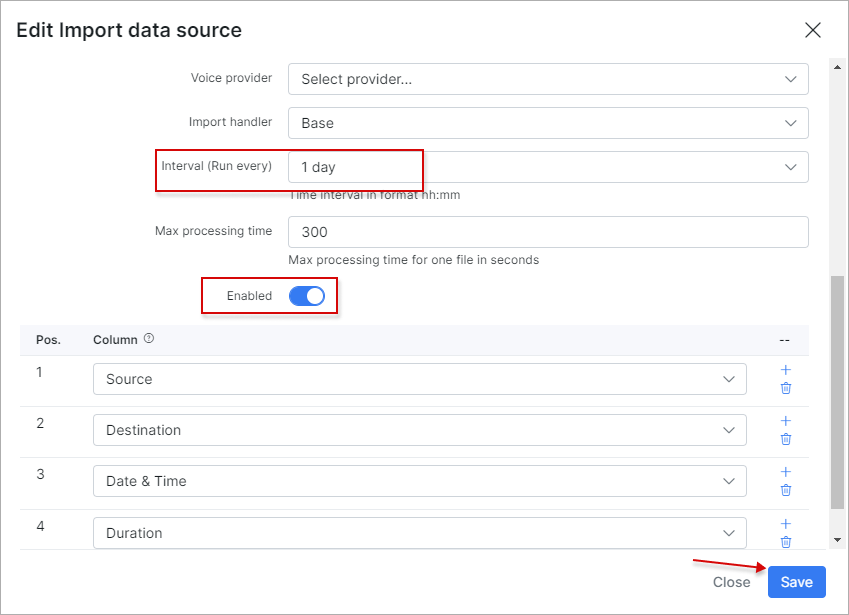 Edit Import data source
Voice provider Select provider...
Import handler Base
Interval (Run every) 1 day
Time interval in format hh:mm
Max processing time 300
Max processing time for one file in seconds
Enabled
Pos. Column ? --
1 Source
2 Destination
3 Date & Time
4 Duration
Close Save